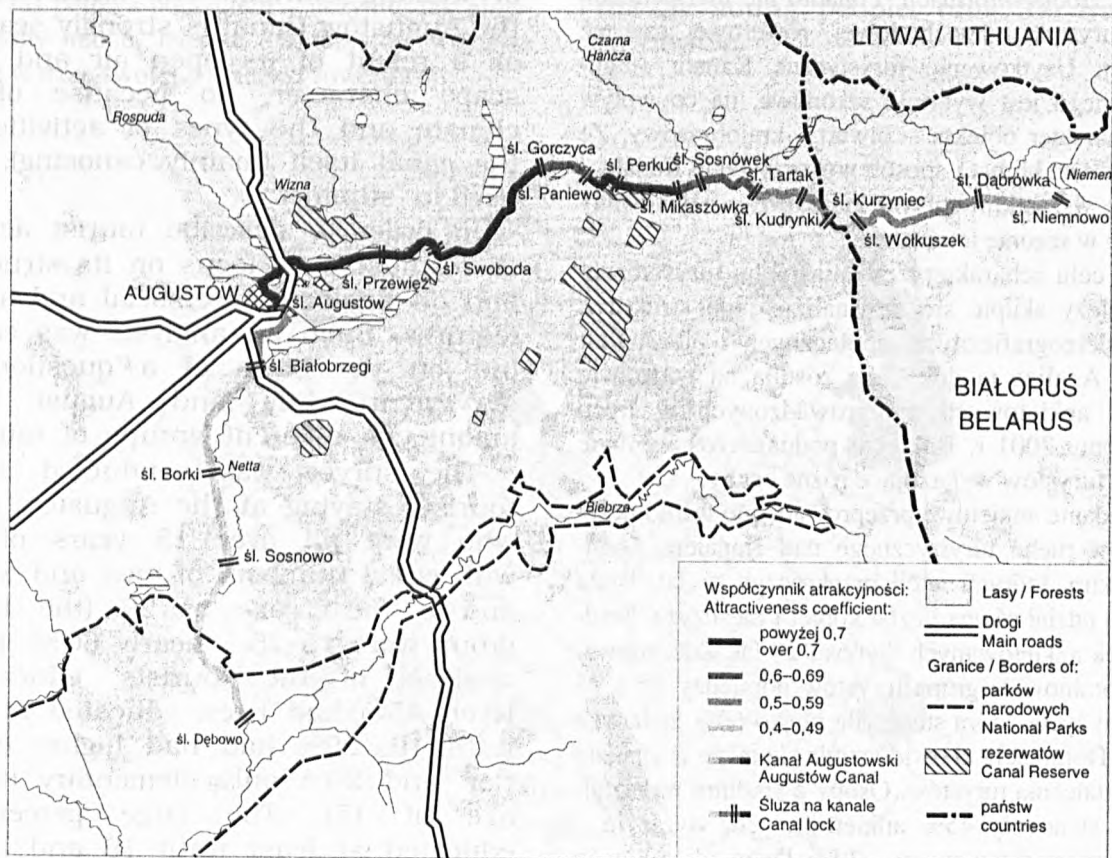 LITWA / LITHUANIA
Czarna
Hańcza
Rospuda
Wizna
Niemen
śl. Gorczyca
śl. Perkuć
śl. Sosnówek
śl. Tartak
śl. Dąbrówka
śl. Paniewo
śl. Mikaszówka
śl. Kurzyniec
śl. Niemnowo
śl. Kudrynki
śl. Wołkuszek
śl. Swoboda
śl. Przewięź
AUGUSTÓW
śl. Augustów
śl. Białobrzegi
BIAŁORUŚ
BELARUS
śl. Borki
Netta
Biebrza
śl. Sosnowo
śl. Dębowo
Współczynnik atrakcyjności:
Attractiveness coefficient:
powyżej 0,7
over 0.7
0,6–0,69
0,5–0,59
0,4–0,49
Kanał Augustowski
Augustów Canal
Śluza na kanale
Canal lock
Lasy / Forests
Drogi
Main roads
Granice / Borders of:
parków
narodowych
National Parks
rezerwatów
Canal Reserve
państw
countries